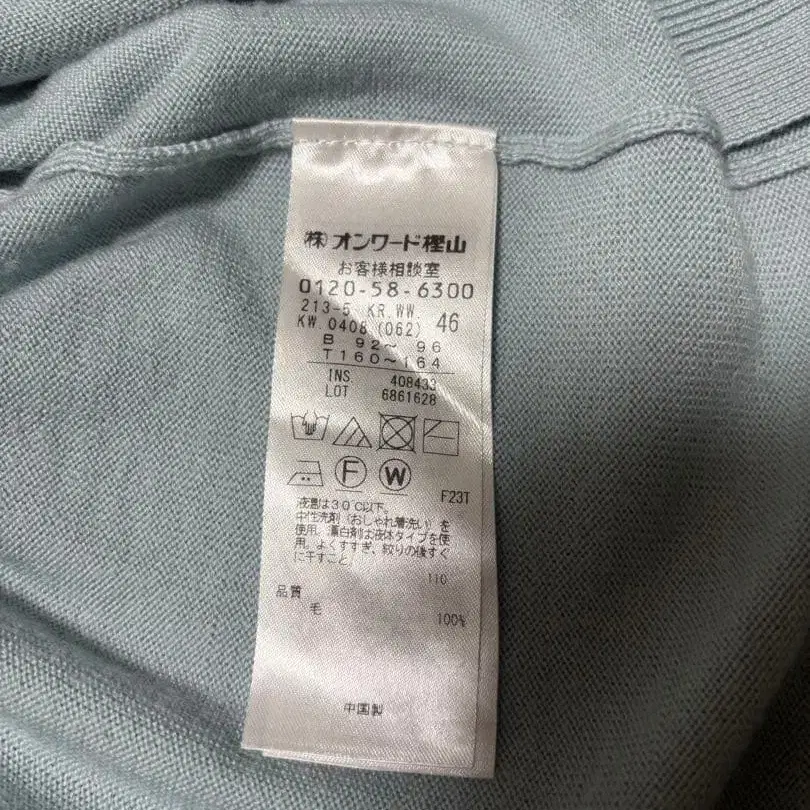 (株)オンワード樫山
お客様相談室
0120-58-6300
213-5 KR.WW. 46
KW.0408(062)
B 92～ 96
T160～164
INS. 408433
LOT 6861628
F W
F23T
液温は30℃以下。
中性洗剤(おしゃれ着洗い)を
使用。漂白剤は液体タイプを使
用。よくすすぎ、絞りの後すぐ
に干すこと。
110
品質
毛 100%
中国製